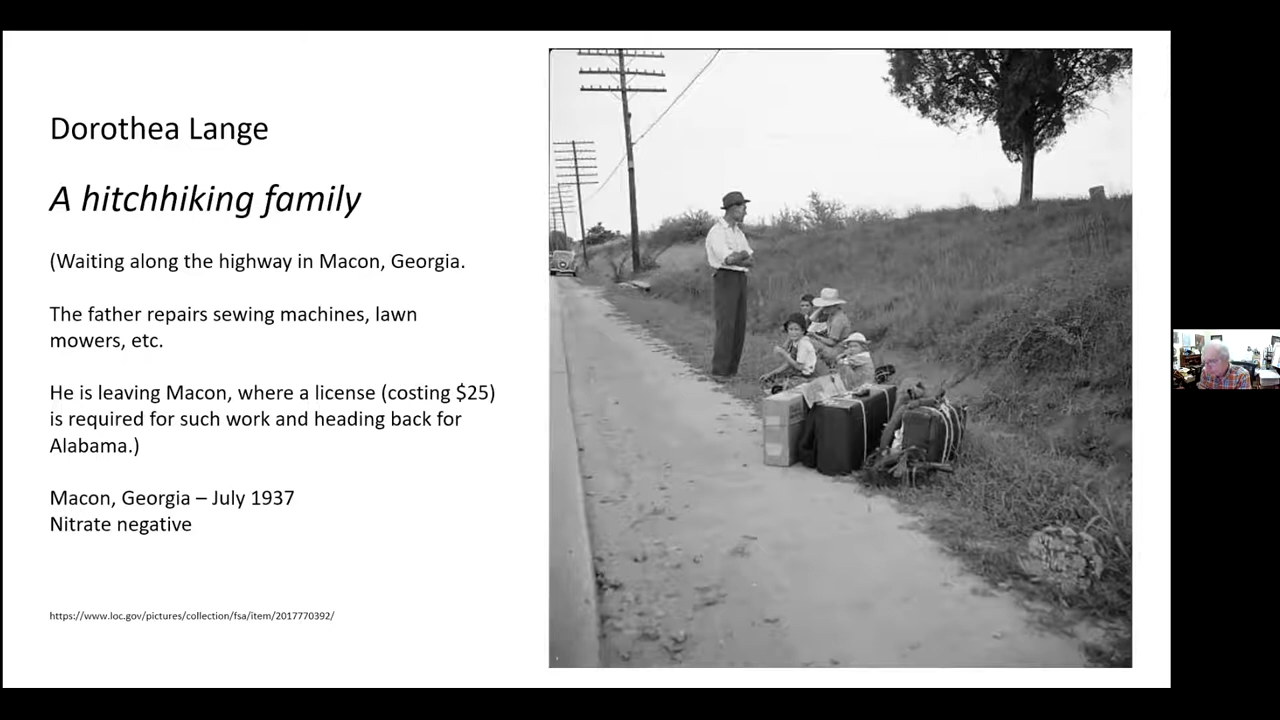 Dorothea Lange
A hitchhiking family
(Waiting along the highway in Macon, Georgia.
The father repairs sewing machines, lawn
mowers, etc.
He is leaving Macon, where a license (costing $25)
is required for such work and heading back for
Alabama.)
Macon, Georgia – July 1937
Nitrate negative
https://www.loc.gov/pictures/collection/fsa/item/2017770392/